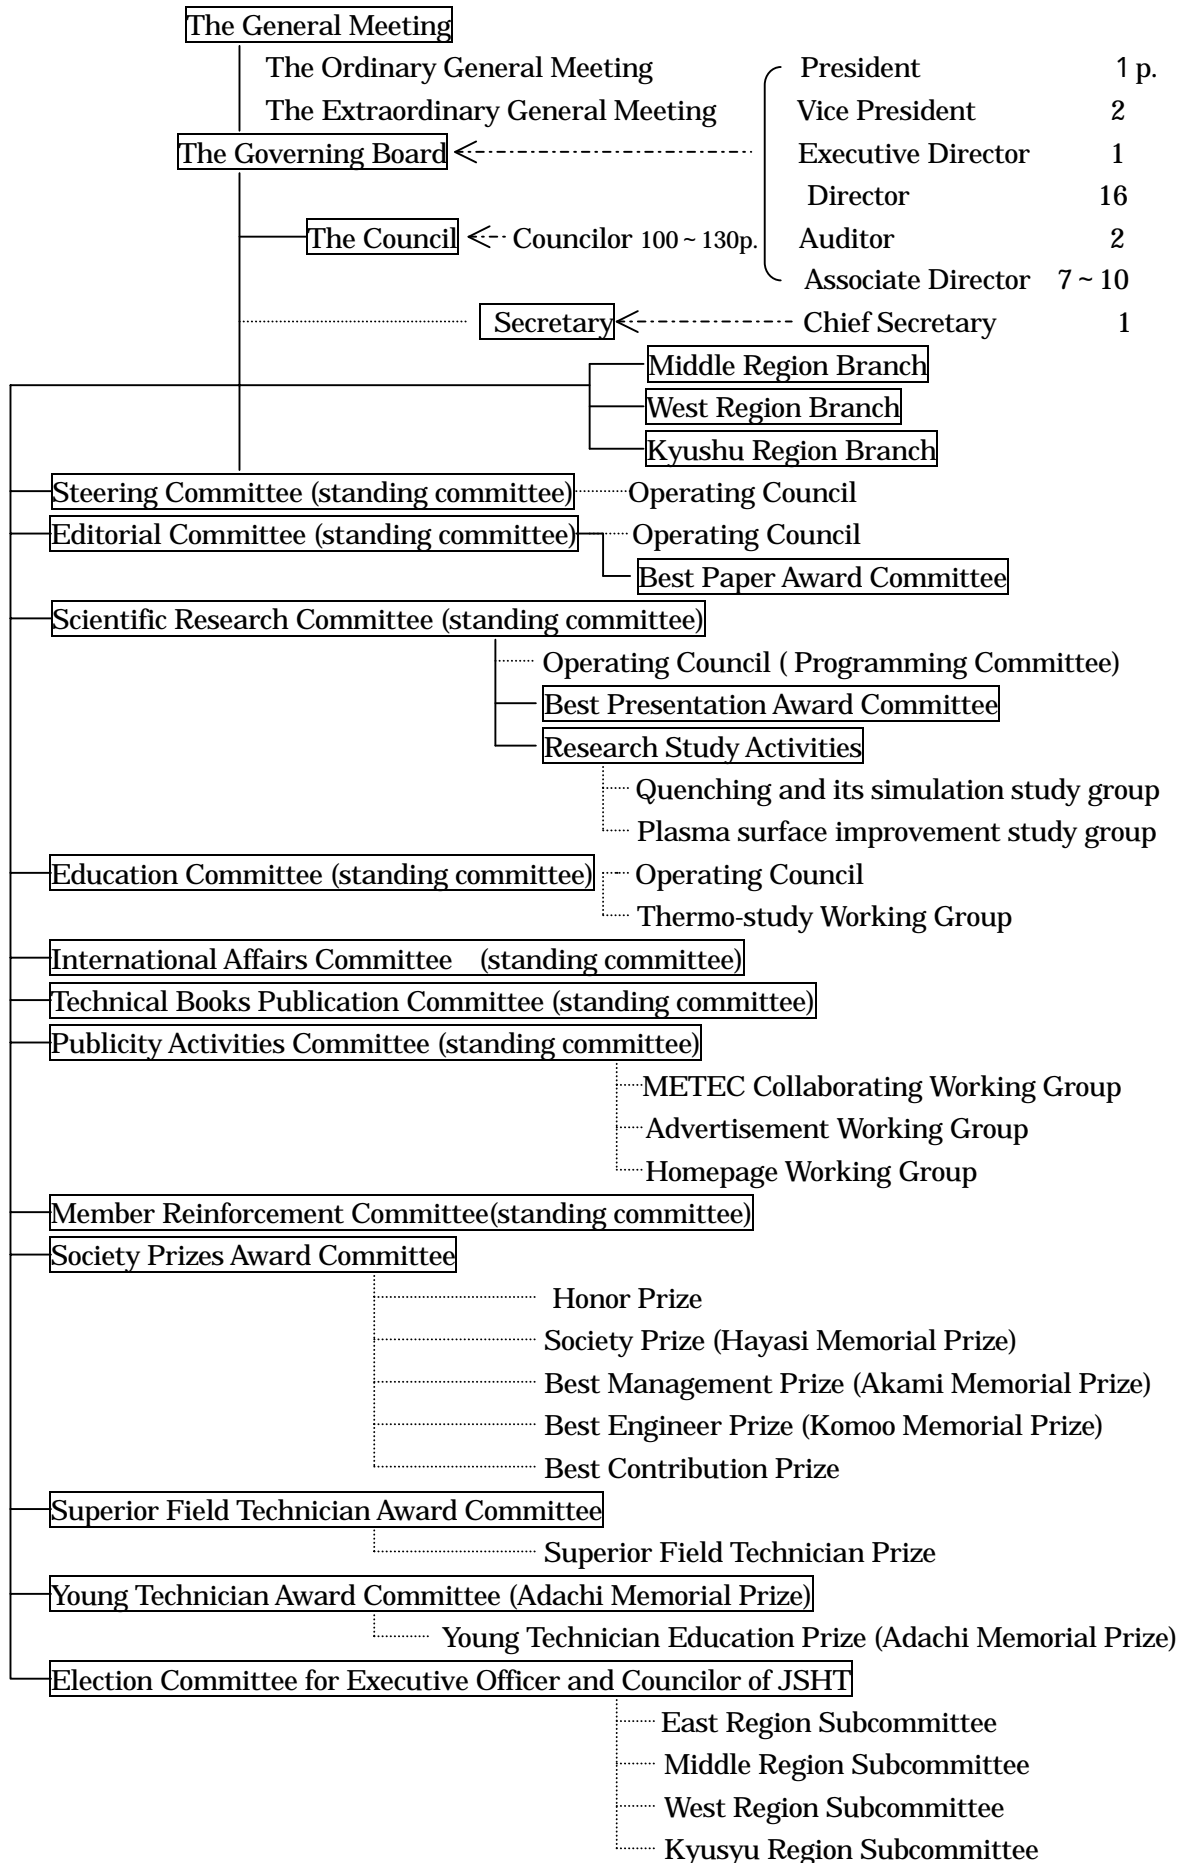 The General Meeting
The Ordinary General Meeting
President 1 p.
The Extraordinary General Meeting
Vice President 2
The Governing Board
Executive Director 1
Director 16
The Council
Councilor 100 ~ 130p.
Auditor 2
Associate Director 7 ~ 10
Secretary
Chief Secretary 1
Middle Region Branch
West Region Branch
Kyushu Region Branch
Steering Committee (standing committee)
Operating Council
Editorial Committee (standing committee)
Operating Council
Best Paper Award Committee
Scientific Research Committee (standing committee)
Operating Council ( Programming Committee)
Best Presentation Award Committee
Research Study Activities
Quenching and its simulation study group
Plasma surface improvement study group
Education Committee (standing committee)
Operating Council
Thermo-study Working Group
International Affairs Committee (standing committee)
Technical Books Publication Committee (standing committee)
Publicity Activities Committee (standing committee)
METEC Collaborating Working Group
Advertisement Working Group
Homepage Working Group
Member Reinforcement Committee(standing committee)
Society Prizes Award Committee
Honor Prize
Society Prize (Hayasi Memorial Prize)
Best Management Prize (Akami Memorial Prize)
Best Engineer Prize (Komoo Memorial Prize)
Best Contribution Prize
Superior Field Technician Award Committee
Superior Field Technician Prize
Young Technician Award Committee (Adachi Memorial Prize)
Young Technician Education Prize (Adachi Memorial Prize)
Election Committee for Executive Officer and Councilor of JSHT
East Region Subcommittee
Middle Region Subcommittee
West Region Subcommittee
Kyusyu Region Subcommittee